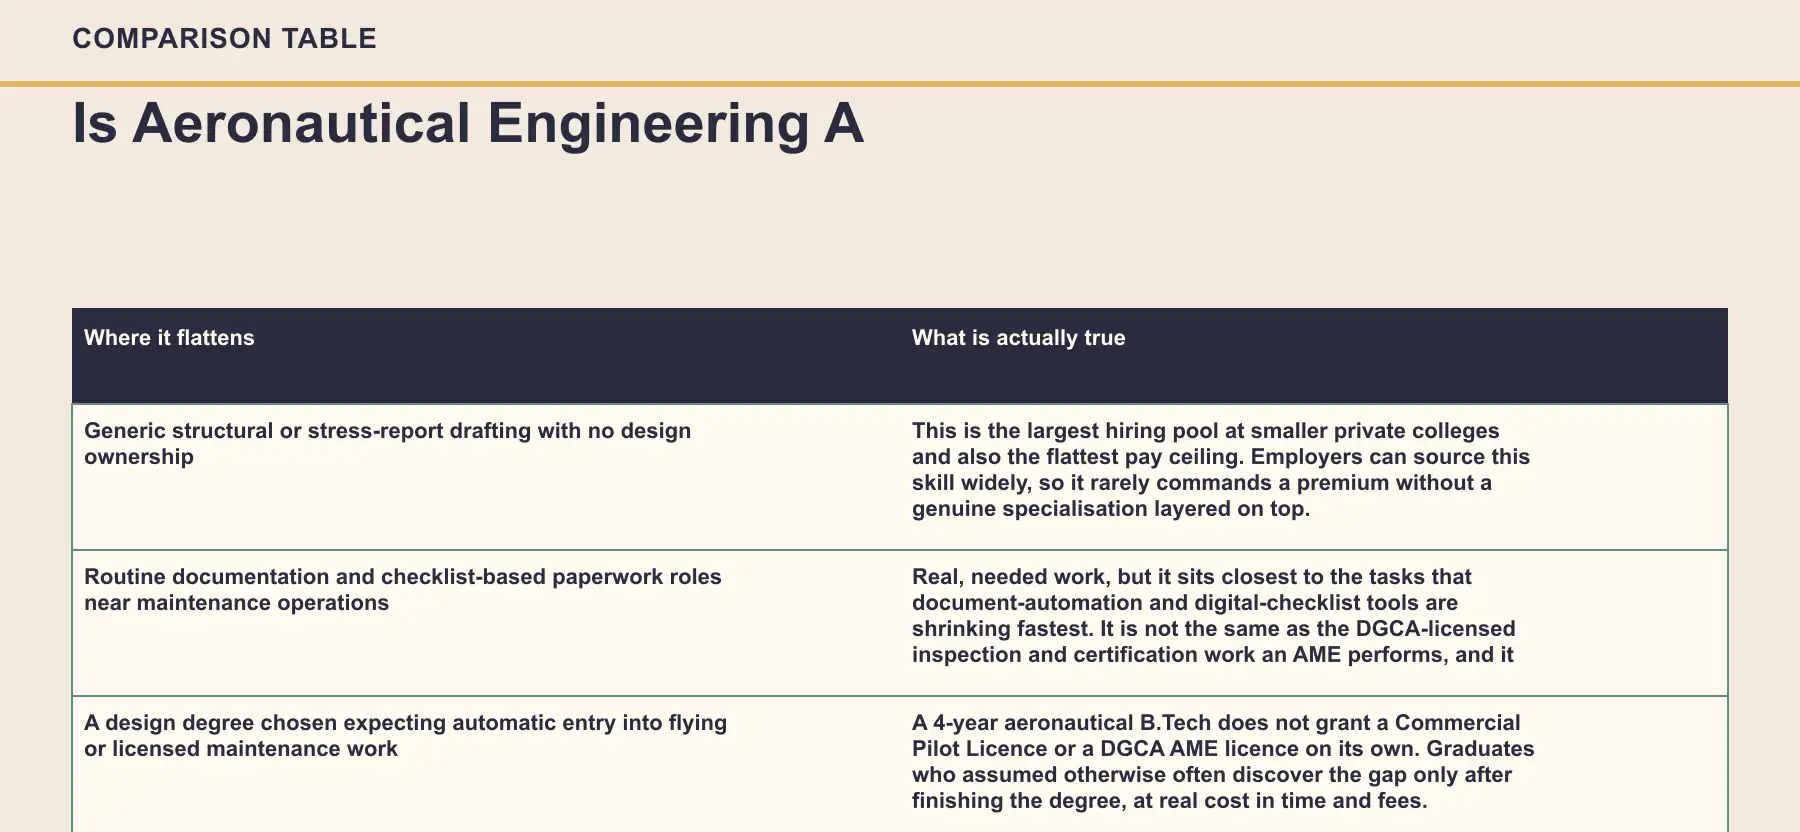 COMPARISON TABLE
Is Aeronautical Engineering A
Where it flattens
What is actually true
Generic structural or stress-report drafting with no design
ownership
This is the largest hiring pool at smaller private colleges
and also the flattest pay ceiling. Employers can source this
skill widely, so it rarely commands a premium without a
genuine specialisation layered on top.
Routine documentation and checklist-based paperwork roles
near maintenance operations
Real, needed work, but it sits closest to the tasks that
document-automation and digital-checklist tools are
shrinking fastest. It is not the same as the DGCA-licensed
inspection and certification work an AME performs, and it
A design degree chosen expecting automatic entry into flying
or licensed maintenance work
A 4-year aeronautical B.Tech does not grant a Commercial
Pilot Licence or a DGCA AME licence on its own. Graduates
who assumed otherwise often discover the gap only after
finishing the degree, at real cost in time and fees.